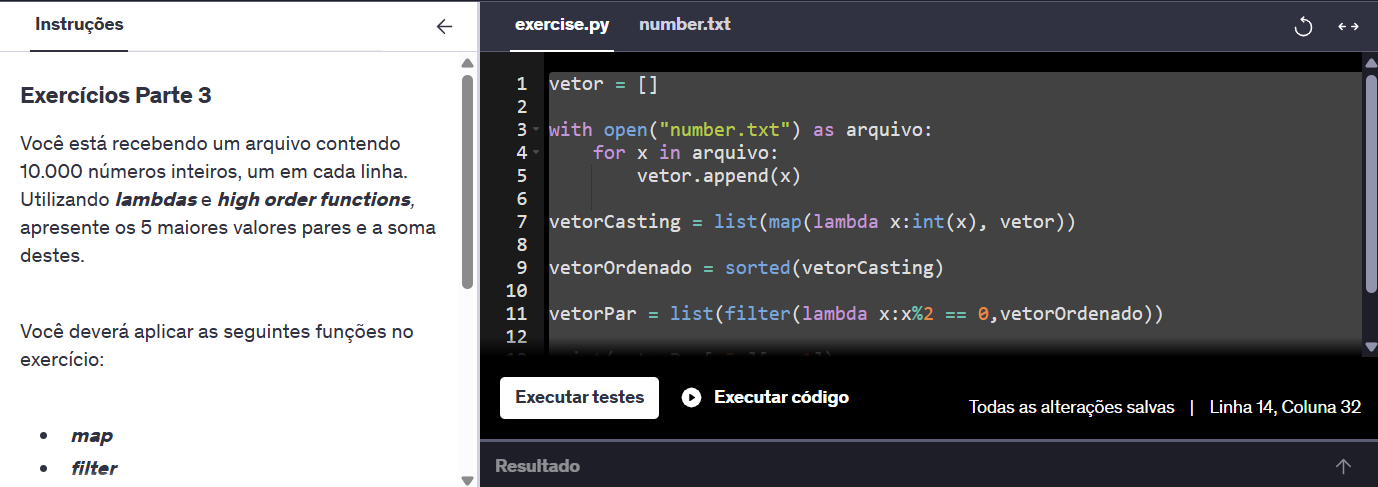 Instruções
Exercícios Parte 3
Você está recebendo um arquivo contendo
10.000 números inteiros, um em cada linha.
Utilizando lambdas e high order functions,
apresente os 5 maiores valores pares e a soma
destes.
Você deverá aplicar as seguintes funções no
exercício:
• map
• filter
exercise.py number.txt
1 vetor = []
2
3 with open("number.txt") as arquivo:
4     for x in arquivo:
5         vetor.append(x)
6
7 vetorCasting = list(map(lambda x:int(x), vetor))
8
9 vetorOrdenado = sorted(vetorCasting)
10
11 vetorPar = list(filter(lambda x:x%2 == 0,vetorOrdenado))
12
Executar testes Executar código
Todas as alterações salvas | Linha 14, Coluna 32
Resultado